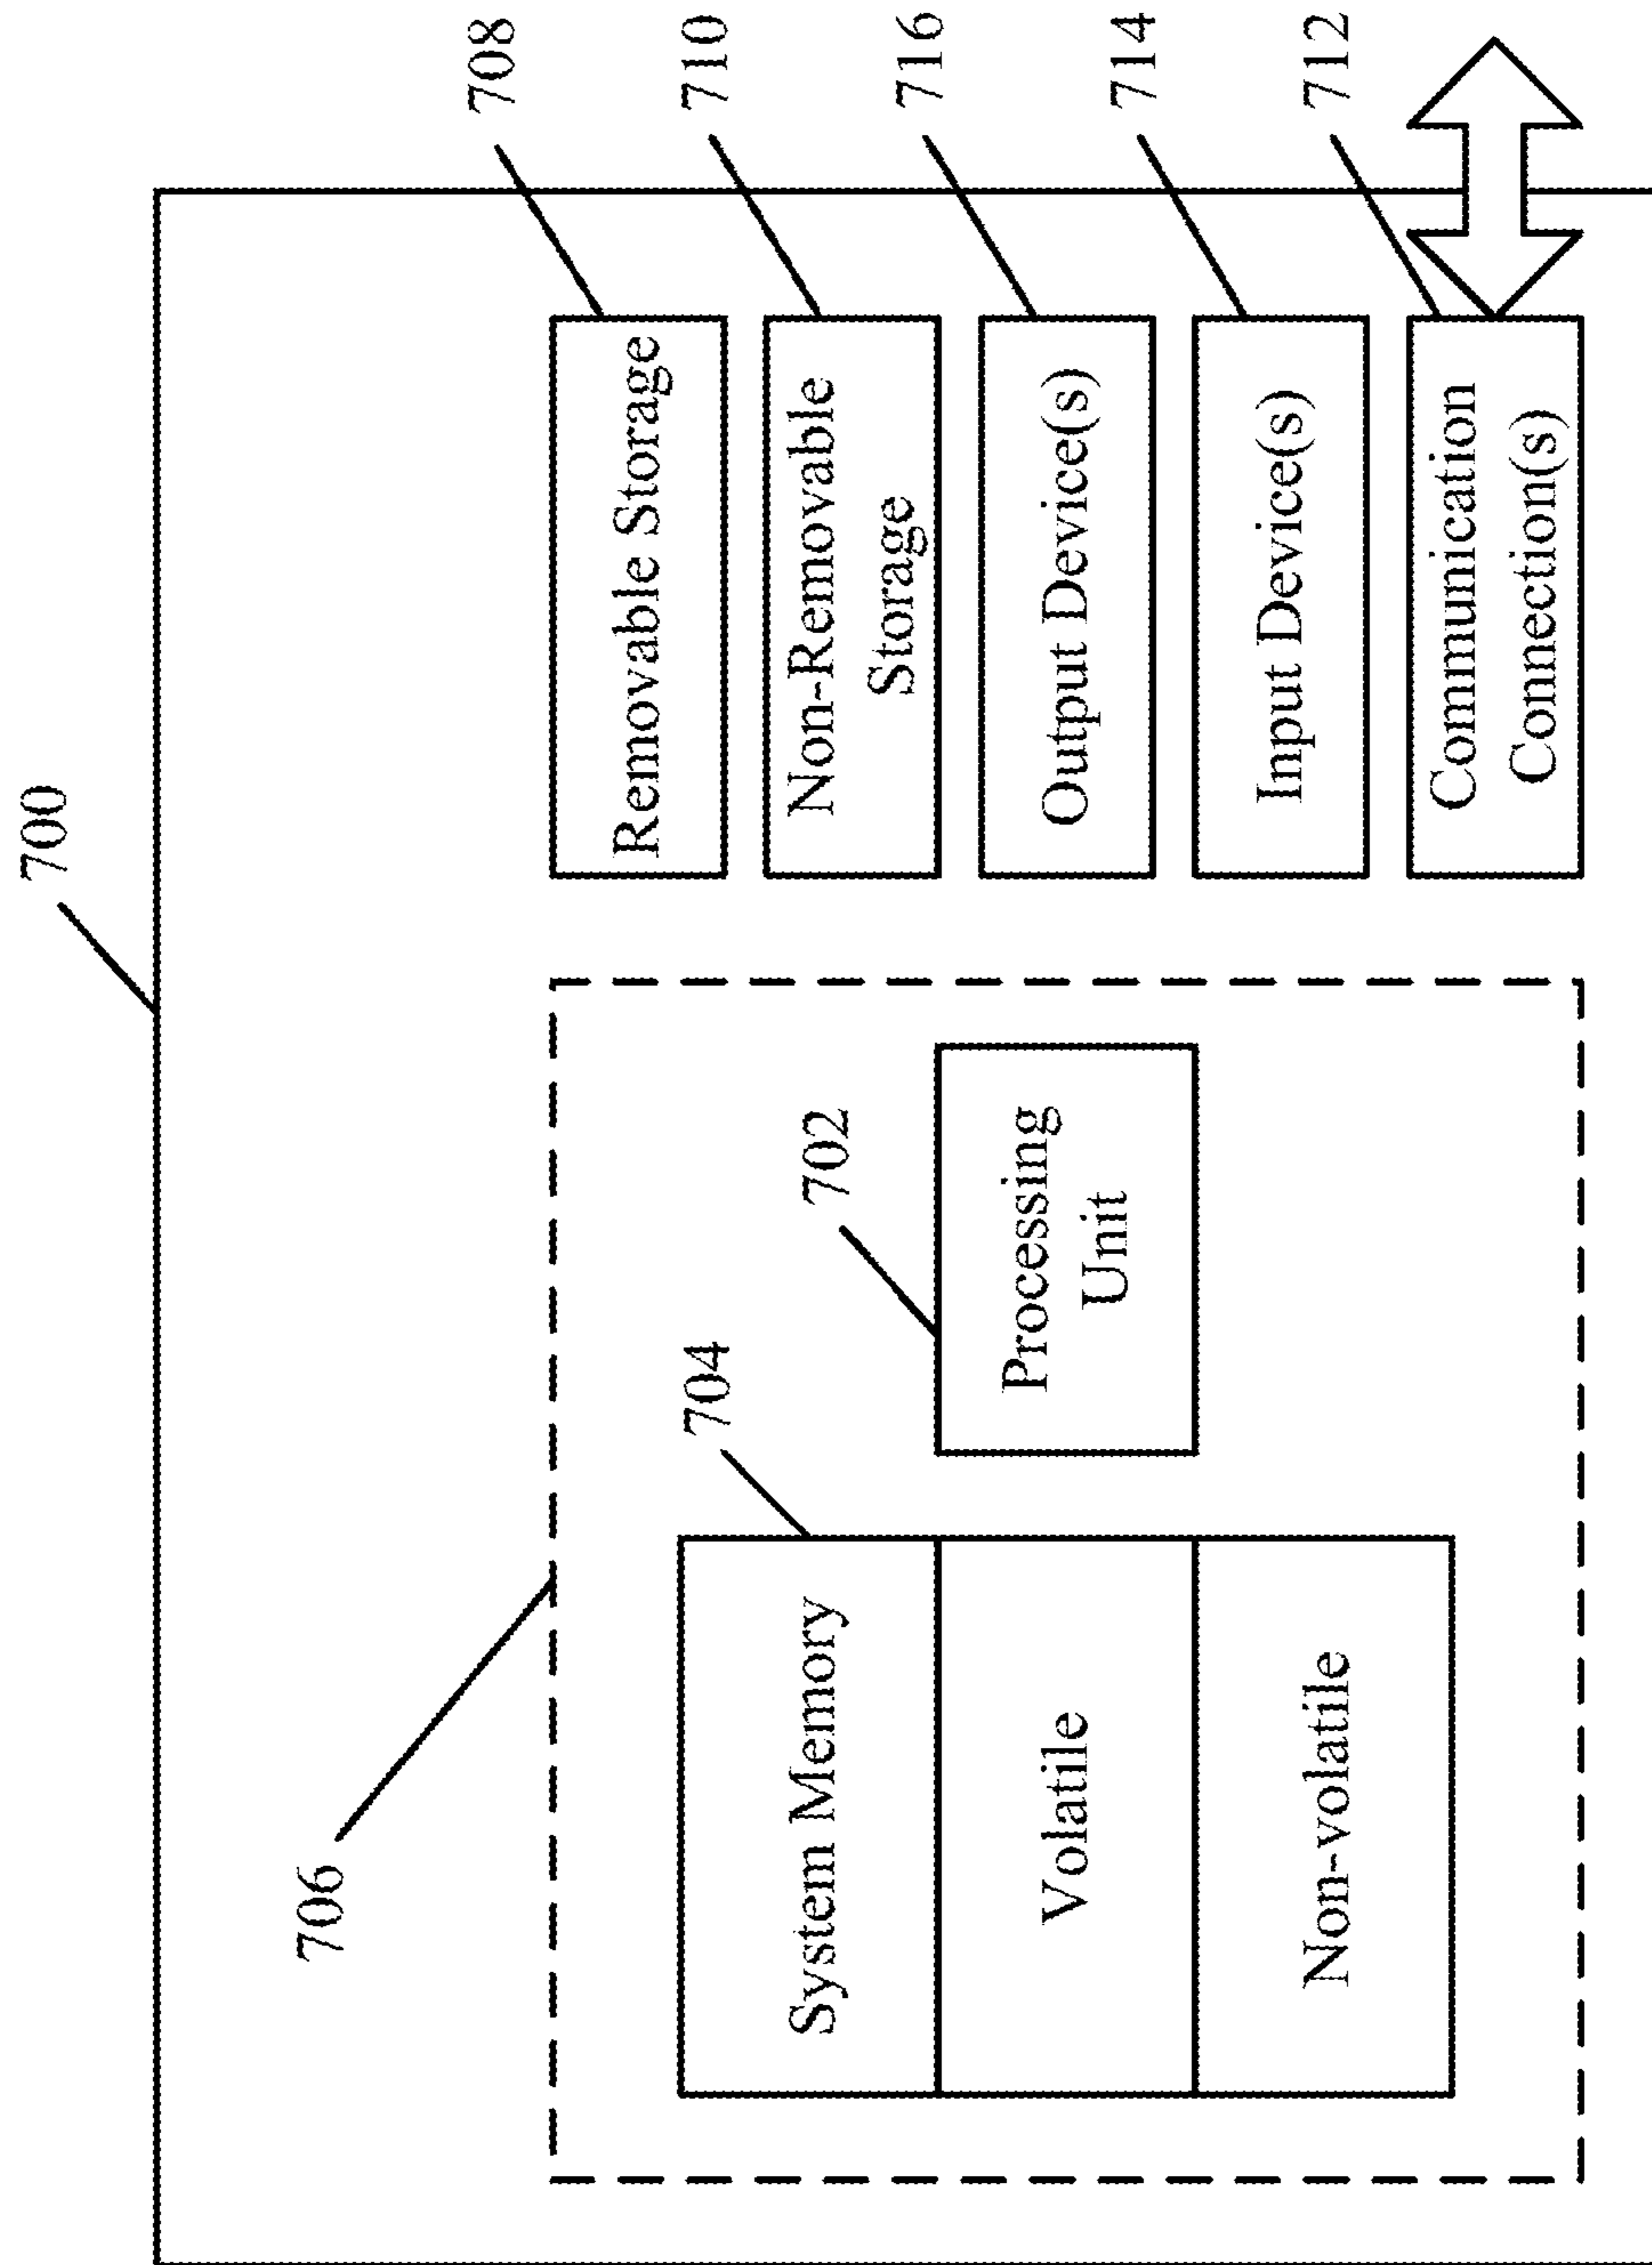 700
706
704
System Memory
Volatile
Non-volatile
702
Processing
Unit
708
Removable Storage
710
Non-Removable
Storage
716
Output Device(s)
714
Input Device(s)
712
Communication
Connection(s)